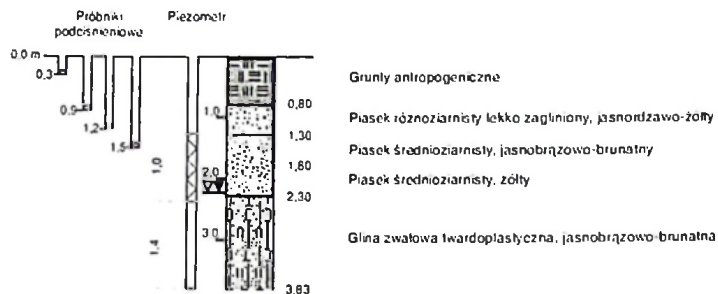 Próbniki
podciśnieniowe
Piezometr
0,0 m
0,3
0,9
1,2
1,5
1,0
1,4
1,0
2,0
3,0
0,80
1,30
1,80
2,30
3,83
Grunty antropogeniczne
Piasek różnoziarnisty lekko zagliniony, jasnordzawo-żółty
Piasek średnioziarnisty, jasnobrązowo-brunatny
Piasek średnioziarnisty, żółty
Glina zwałowa twardoplastyczna, jasnobrązowo-brunatna